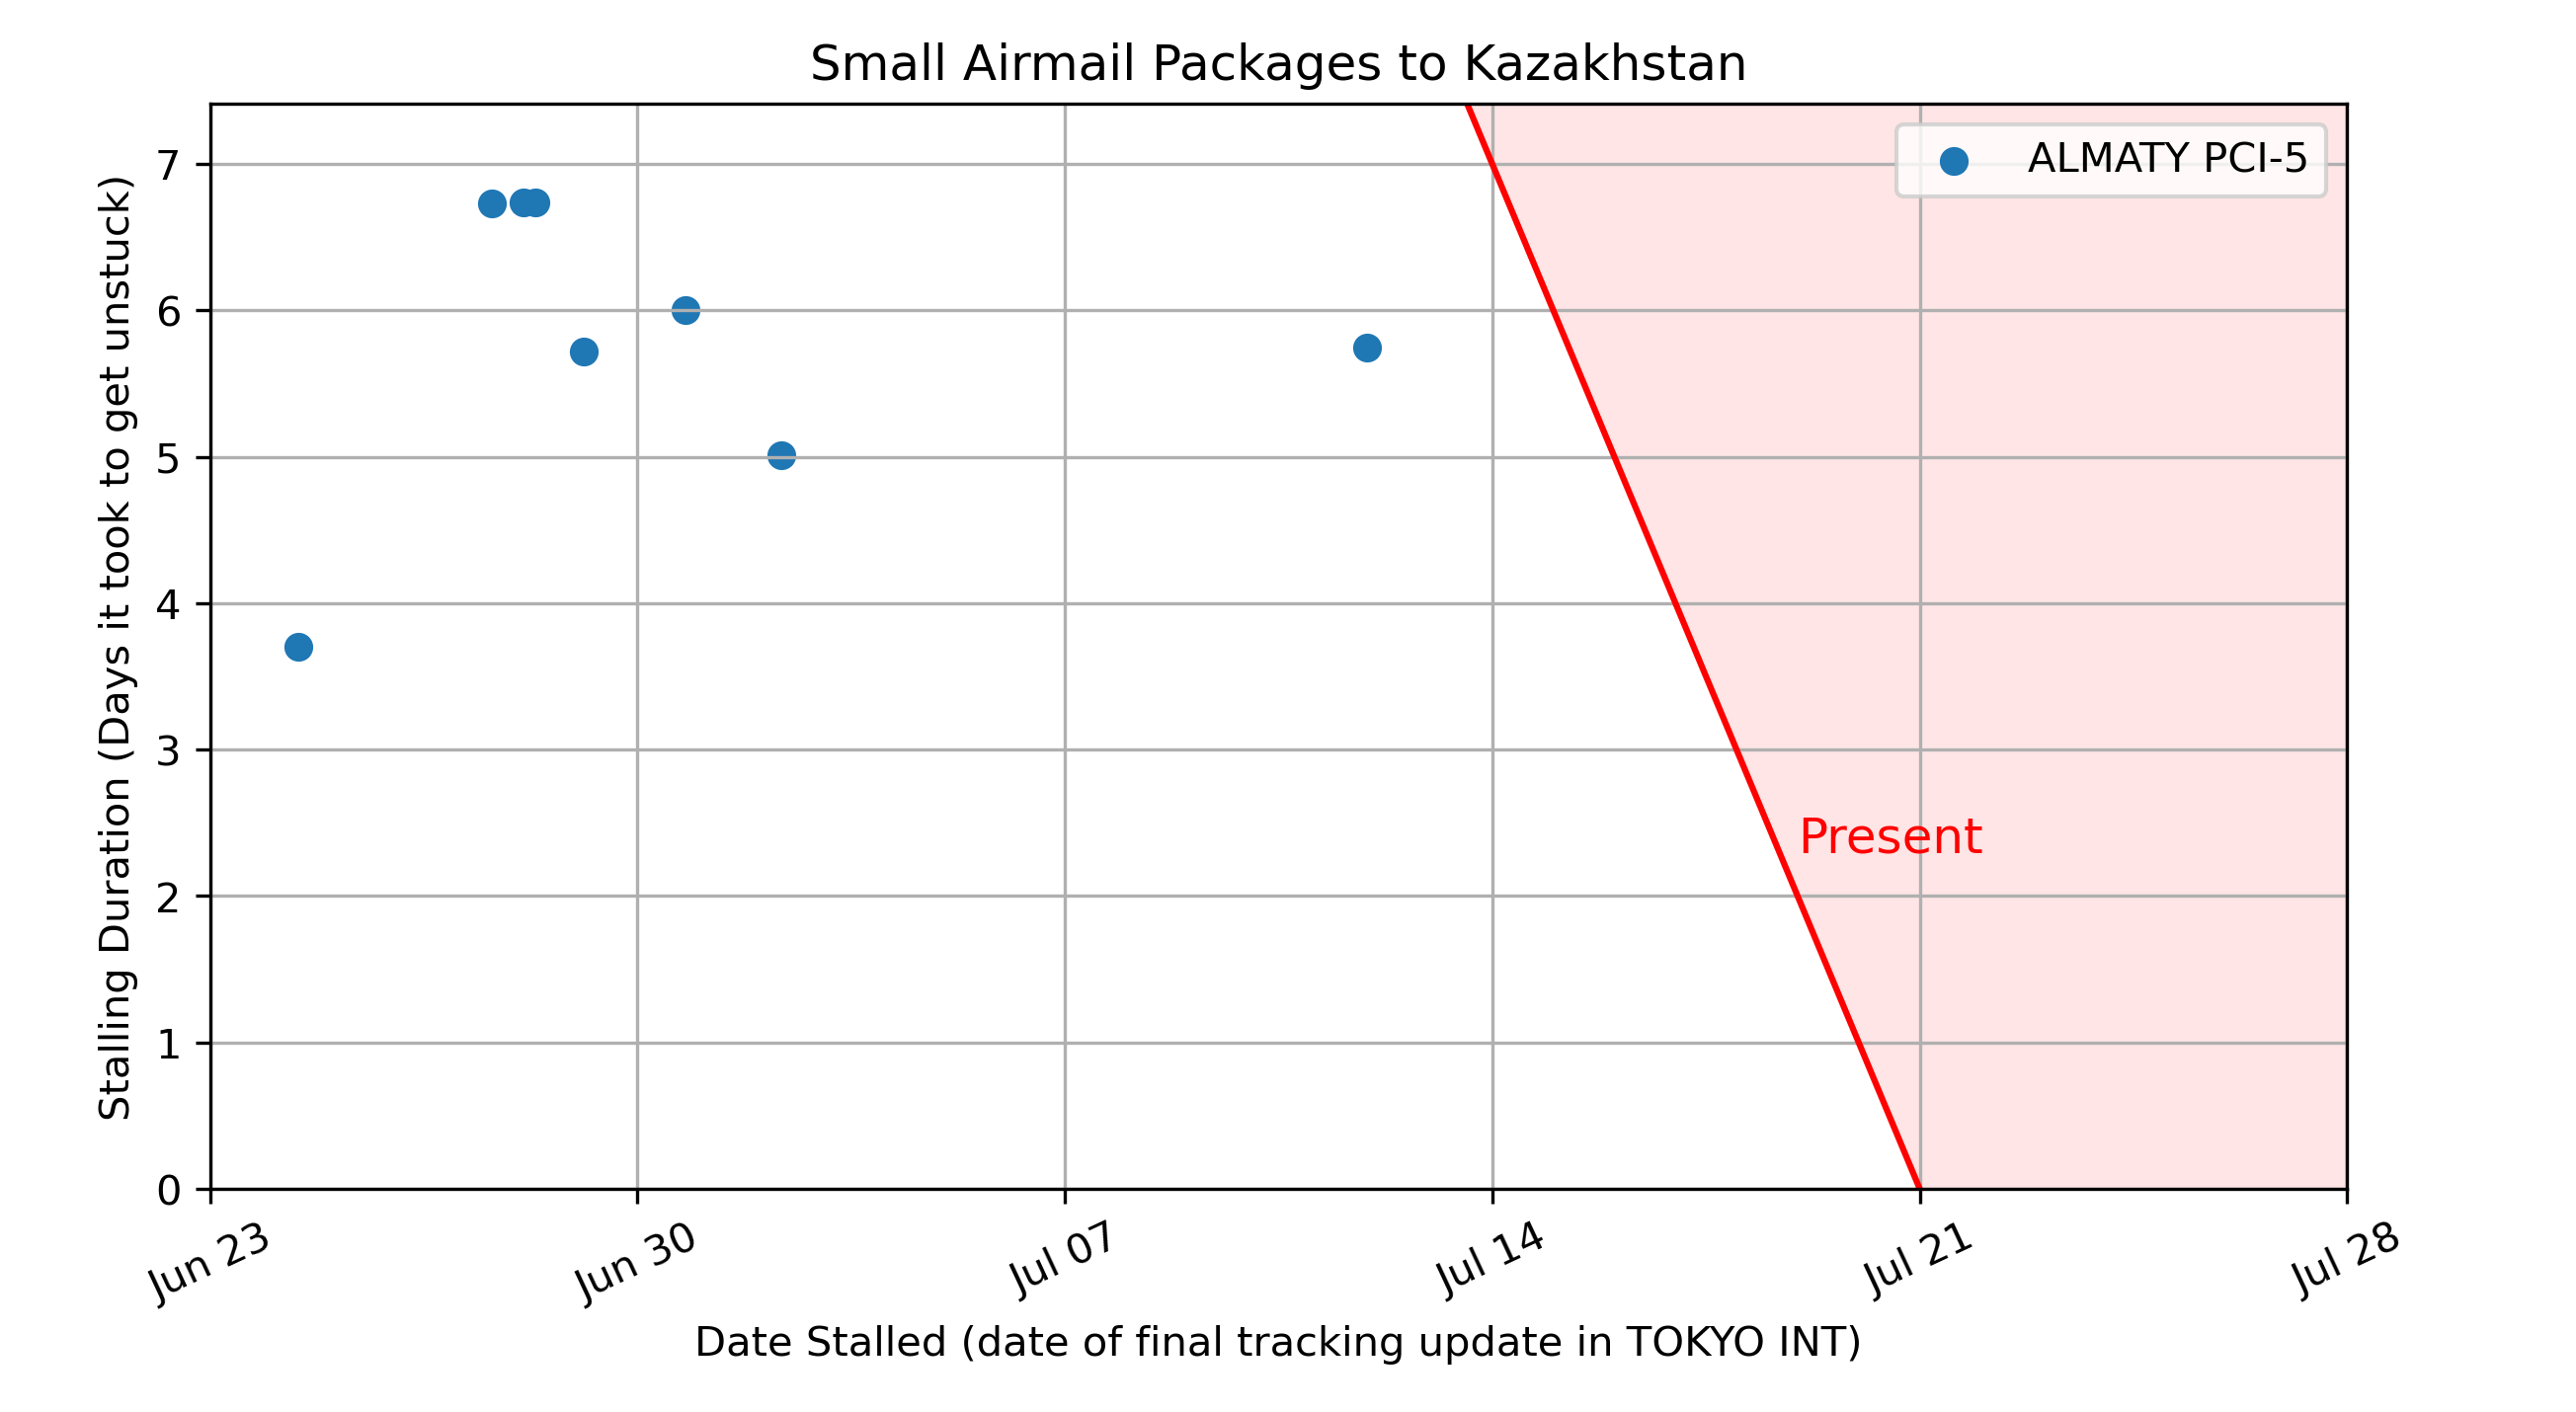 Small Airmail Packages to Kazakhstan
ALMATY PCI-5
Stalling Duration (Days it took to get unstuck)
7
6
5
4
3
2
1
0
Present
Jun 23
Jun 30
Jul 07
Jul 14
Jul 21
Jul 28
Date Stalled (date of final tracking update in TOKYO INT)